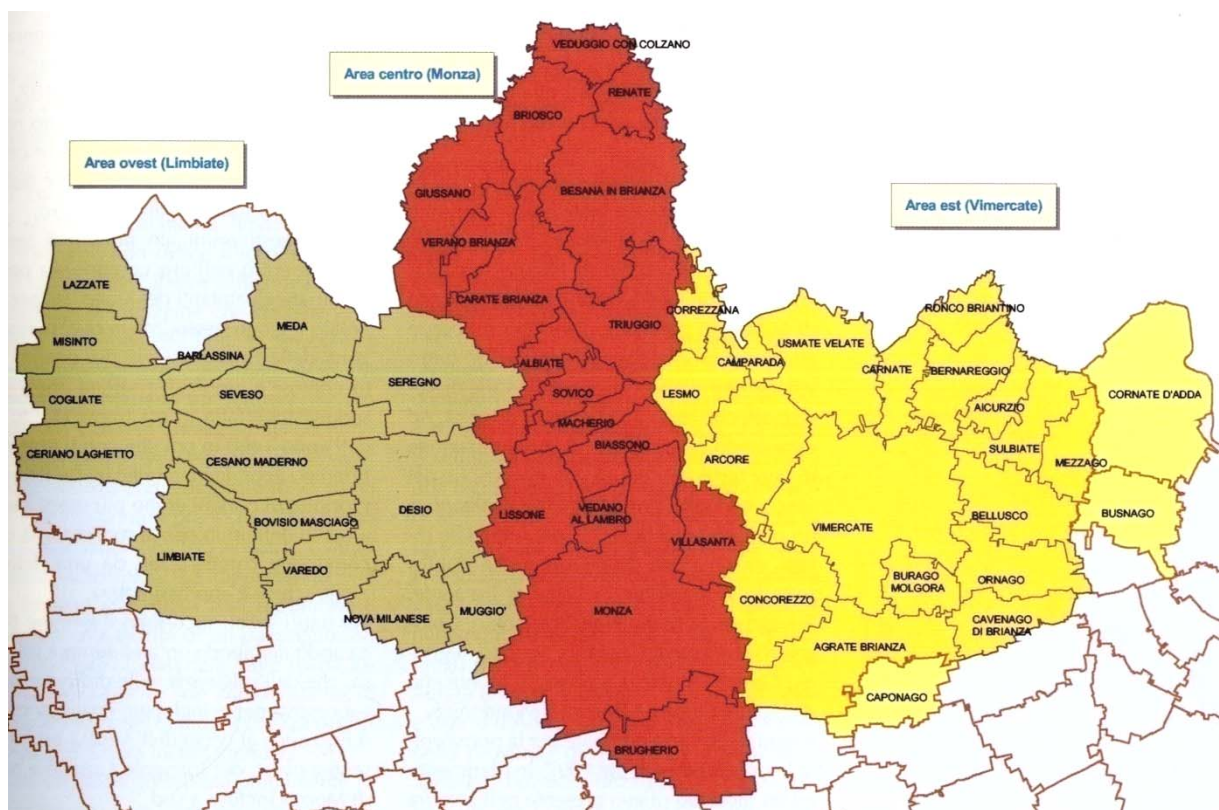 VEDUGGIO CON COLZANO
Area centro (Monza)
RENATE
BRIOSCO
Area ovest (Limbiate)
GIUSSANO
BESANA IN BRIANZA
Area est (Vimercate)
VERANO BRIANZA
LAZZATE
CARATE BRIANZA
CORREZZANA
RONCO BRIANTINO
MEDA
TRIUGGIO
MISINTO
BARLASSINA
USMATE VELATE
ALBIATE
CAMPARADA
CARNATE
BERNAREGGIO
SEREGNO
COGLIATE
SEVESO
SOVICO
LESMO
CORNATE D'ADDA
AICURZIO
MACHERIO
BIASSONO
SULBIATE
CERIANO LAGHETTO
CESANO MADERNO
ARCORE
MEZZAGO
DESIO
LISSONE
VEDANO
AL LAMBRO
BELLUSCO
BUSNAGO
BOVISIO MASCIAGO
VIMERCATE
VILLASANTA
LIMBIATE
VAREDO
BURAGO
MOLGORA
ORNAGO
CONCOREZZO
MUGGIO'
MONZA
NOVA MILANESE
CAVENAGO
DI BRIANZA
AGRATE BRIANZA
CAPONAGO
BRUGHERIO